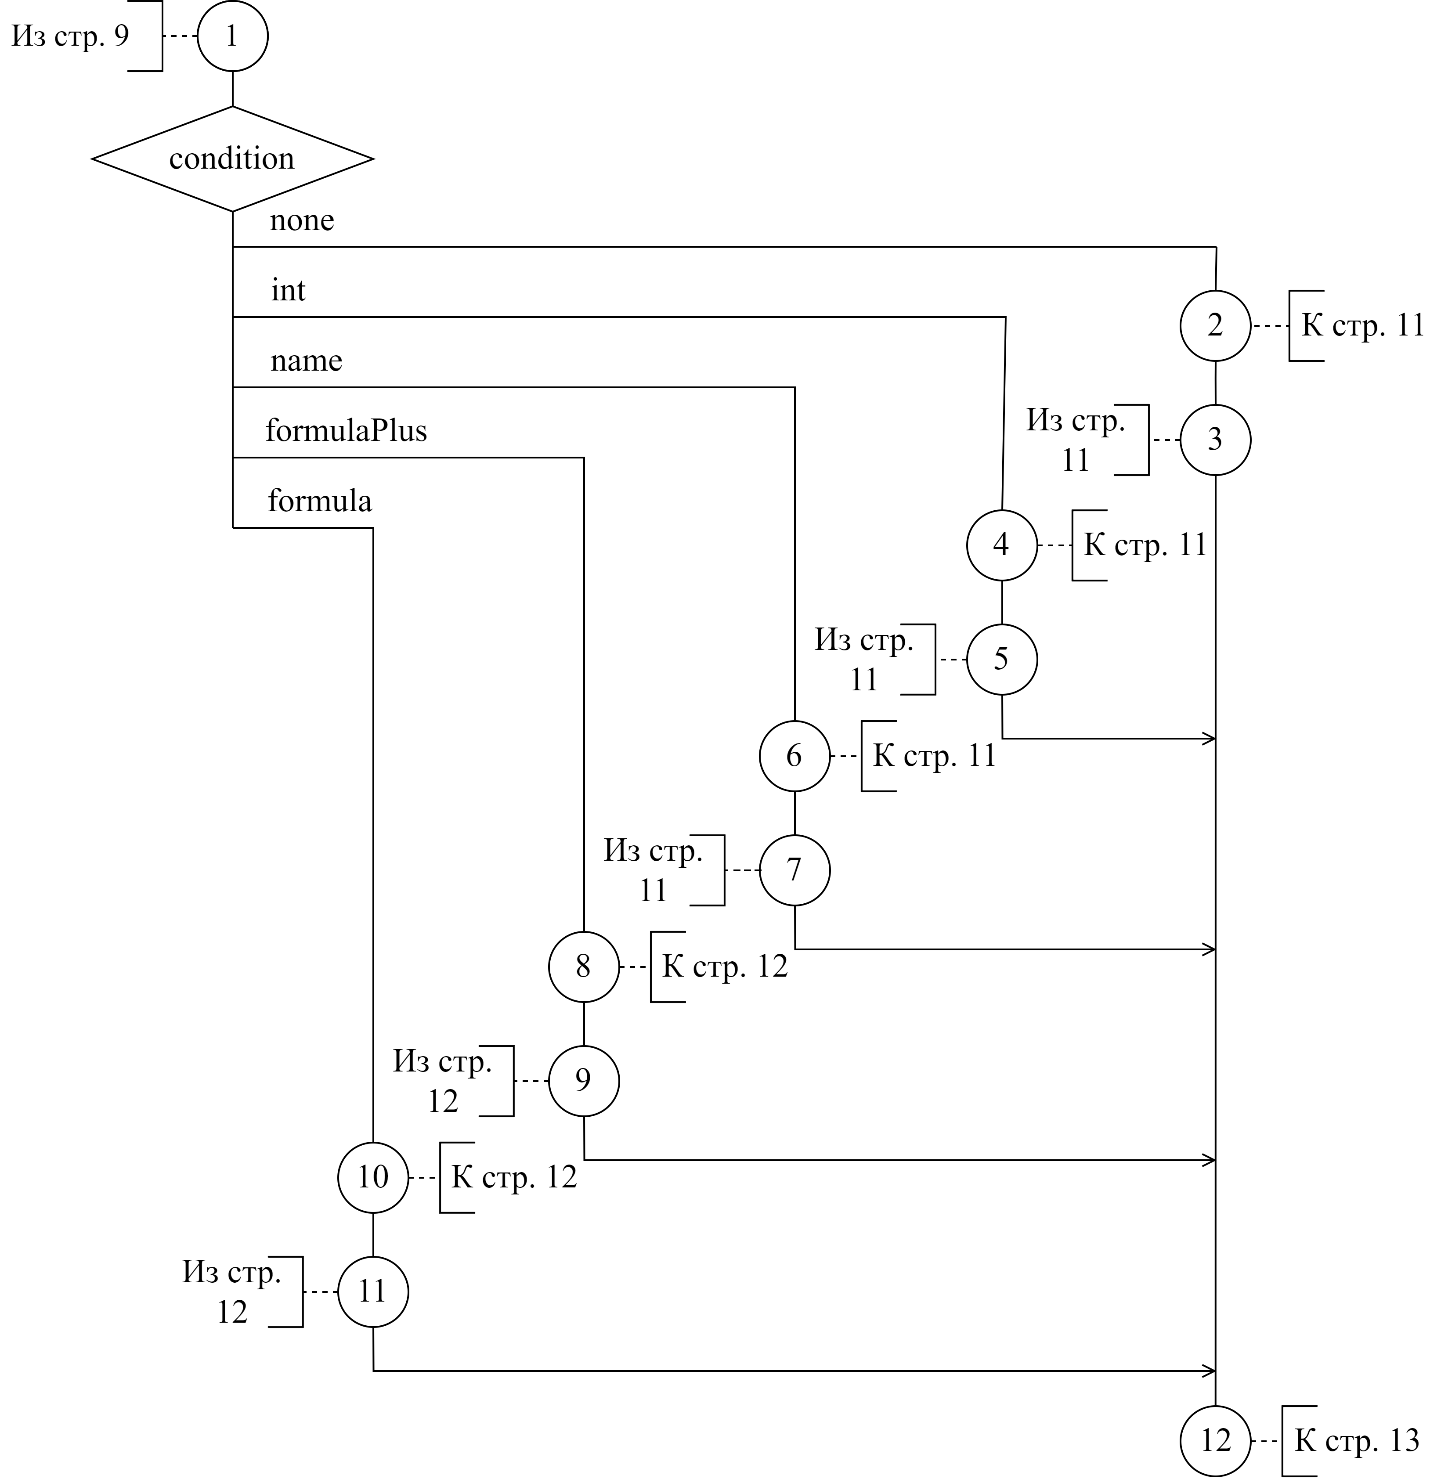 Из стр. 9
1
condition
none
int
2
К стр. 11
name
Из стр.
11
3
formulaPlus
formula
4
К стр. 11
Из стр.
11
5
6
К стр. 11
Из стр.
11
7
8
К стр. 12
Из стр.
12
9
10
К стр. 12
Из стр.
12
11
12
К стр. 13